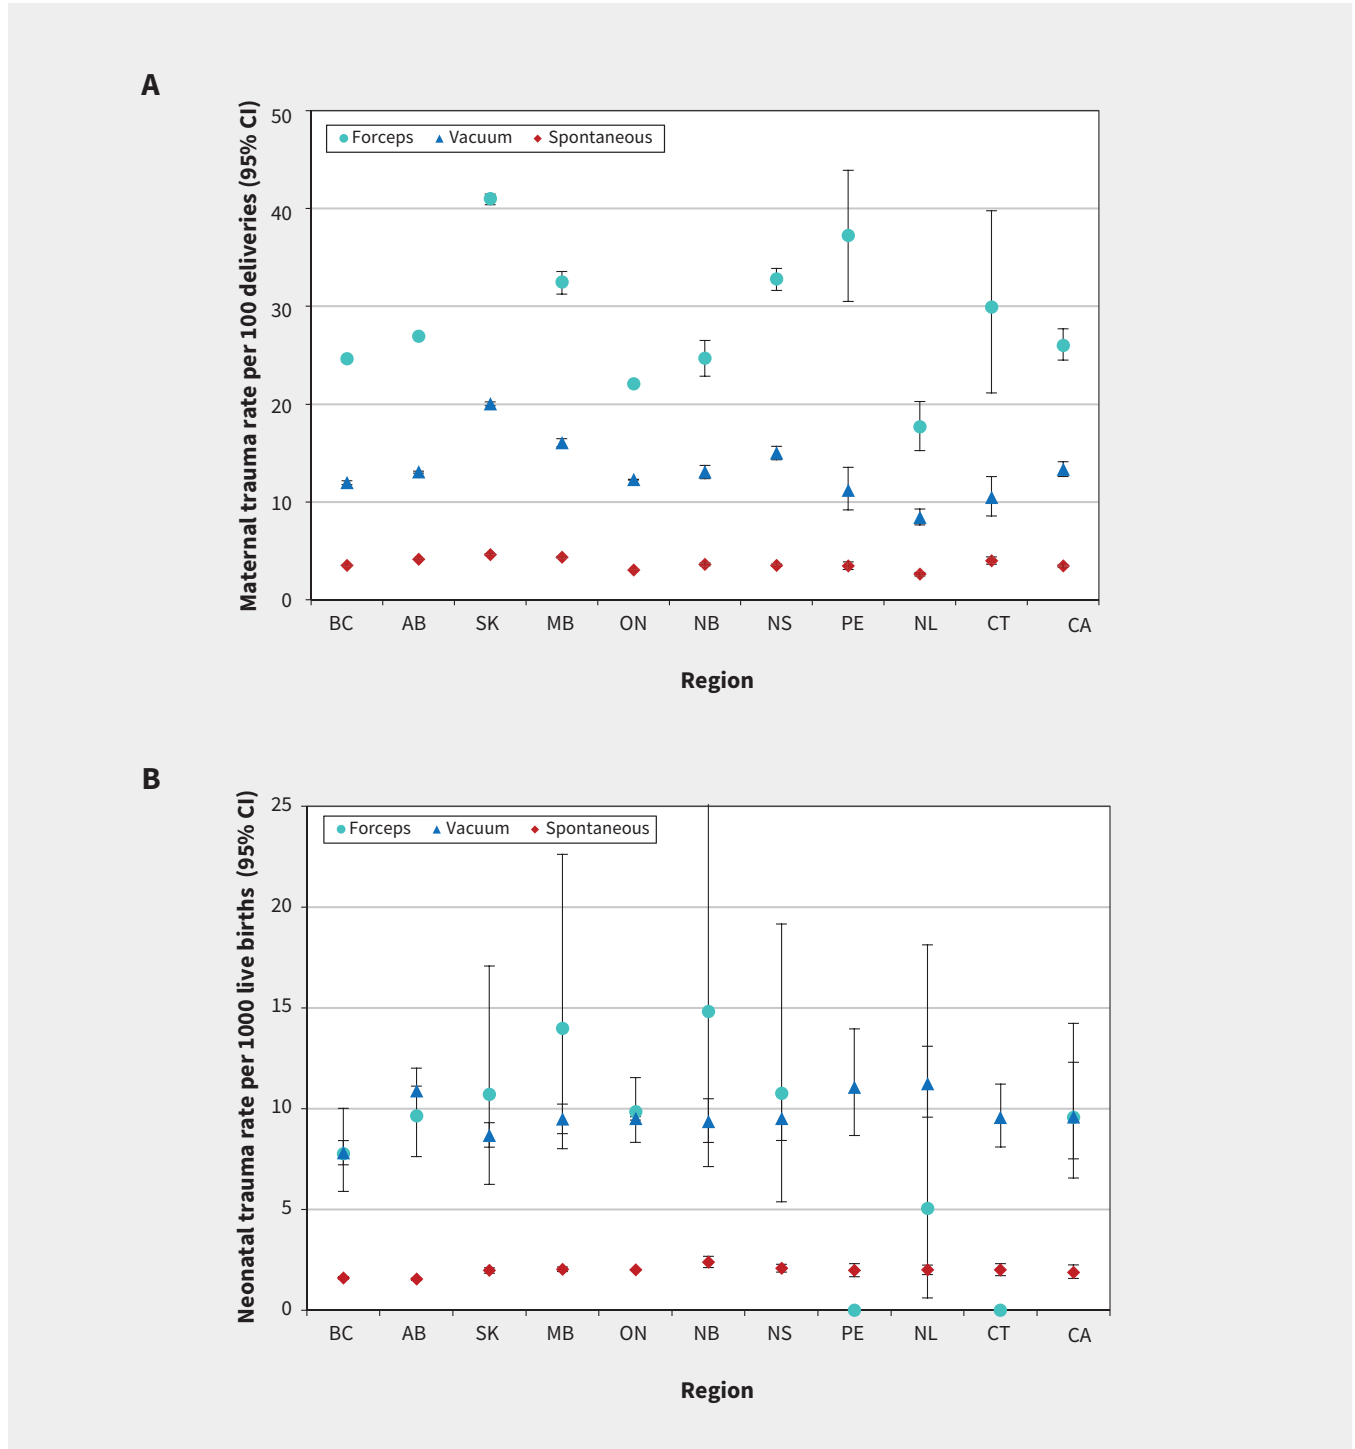 A
Maternal trauma rate per 100 deliveries (95% CI)
50
40
30
20
10
0
Forceps Vacuum Spontaneous
BC AB SK MB ON NB NS PE NL CT CA
Region
B
Neonatal trauma rate per 1000 live births (95% CI)
25
20
15
10
5
0
Forceps Vacuum Spontaneous
BC AB SK MB ON NB NS PE NL CT CA
Region